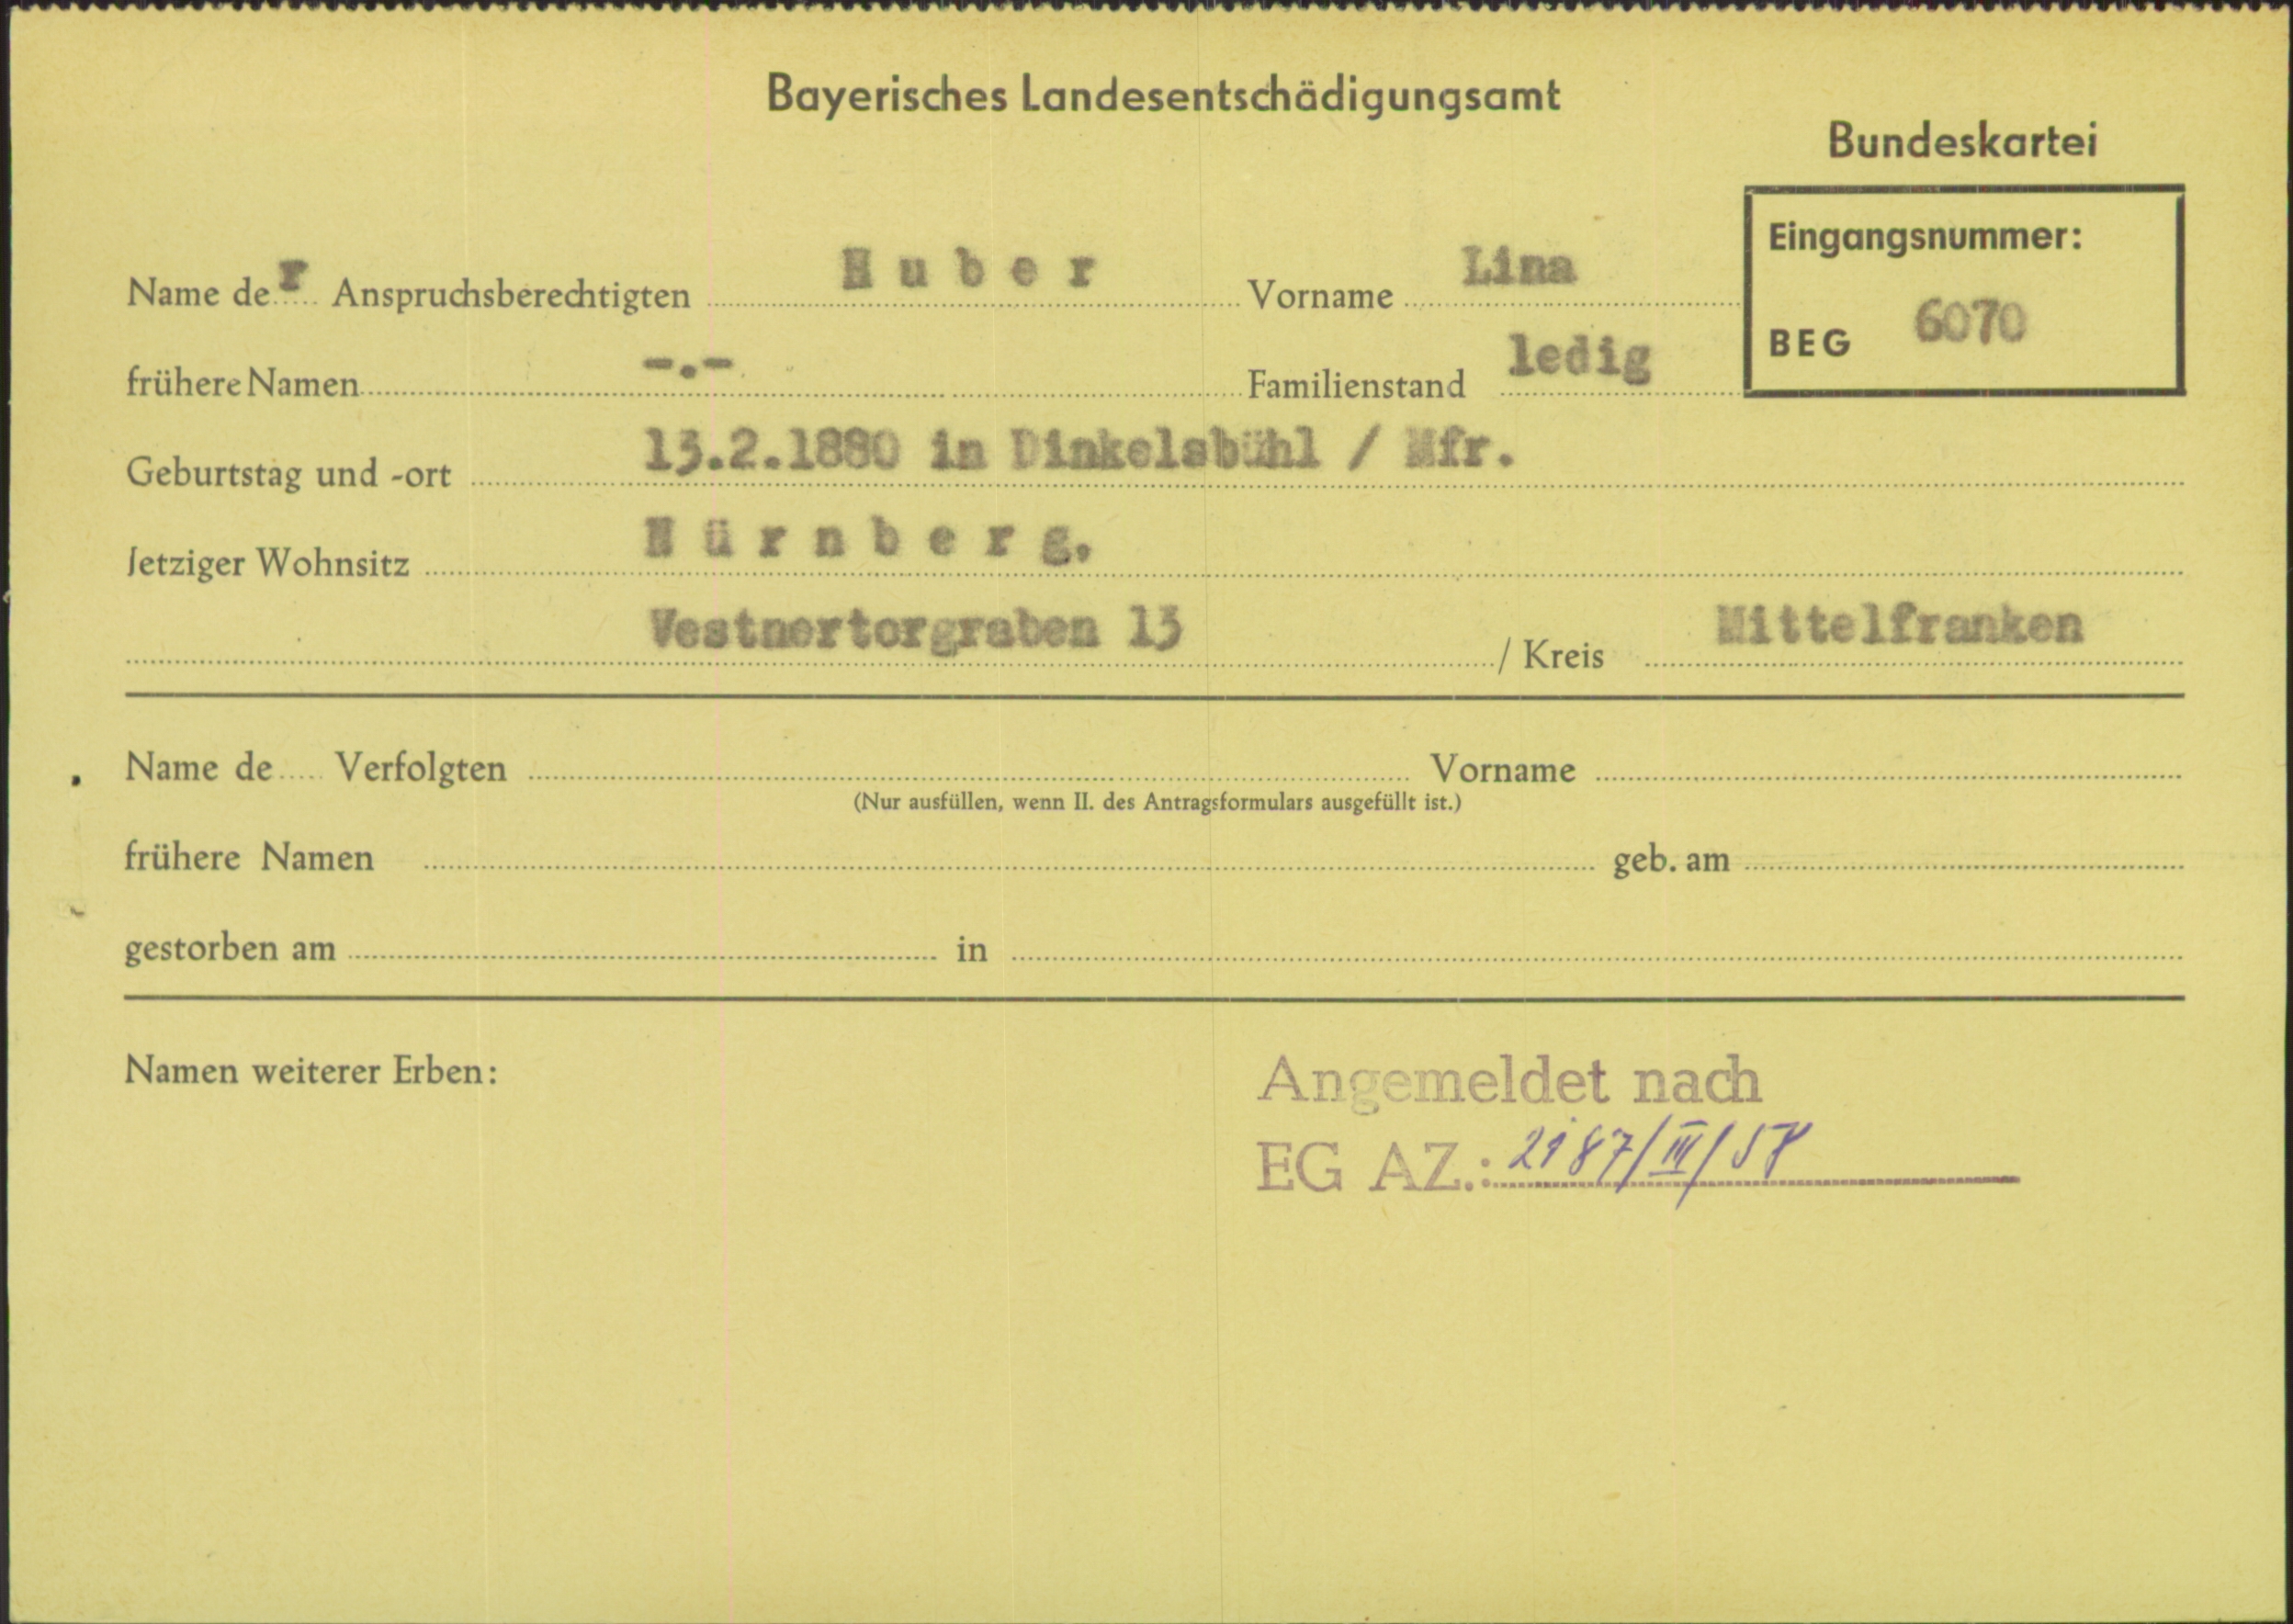 Bayerisches Landesentschädigungsamt
Bundeskartei
Eingangsnummer:
BEG 6070
Name der Anspruchsberechtigten Huber Vorname Lina
frühere Namen -.- Familienstand ledig
Geburtstag und -ort 13.2.1880 in Dinkelsbühl / Mfr.
Jetziger Wohnsitz Nürnberg,
Vestnertorgraben 13 / Kreis Mittelfranken
Name de Verfolgten Vorname
(Nur ausfüllen, wenn II. des Antragsformulars ausgefüllt ist.)
frühere Namen geb. am
gestorben am in
Namen weiterer Erben:
Angemeldet nach
EG AZ.: